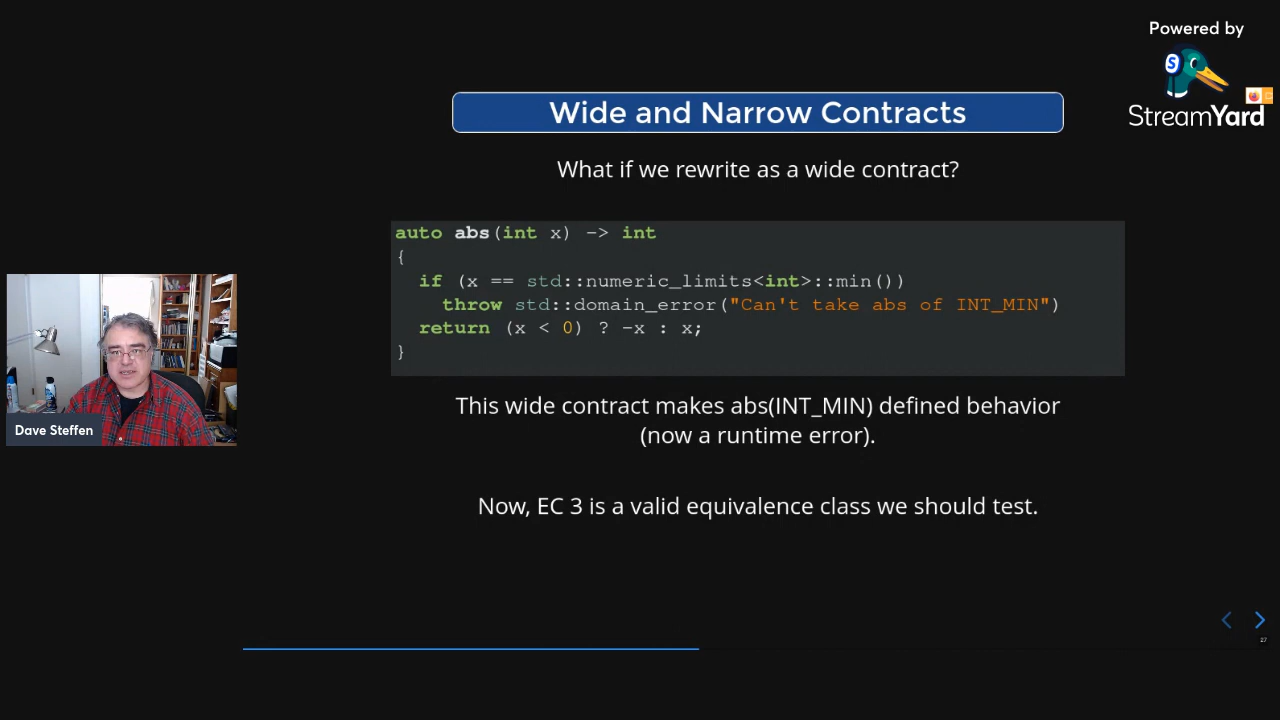 Powered by
StreamYard
Wide and Narrow Contracts
What if we rewrite as a wide contract?
auto abs(int x) -> int
{
  if (x == std::numeric_limits<int>::min())
    throw std::domain_error("Can't take abs of INT_MIN")
  return (x < 0) ? -x : x;
}
This wide contract makes abs(INT_MIN) defined behavior
(now a runtime error).
Now, EC 3 is a valid equivalence class we should test.
Dave Steffen
27